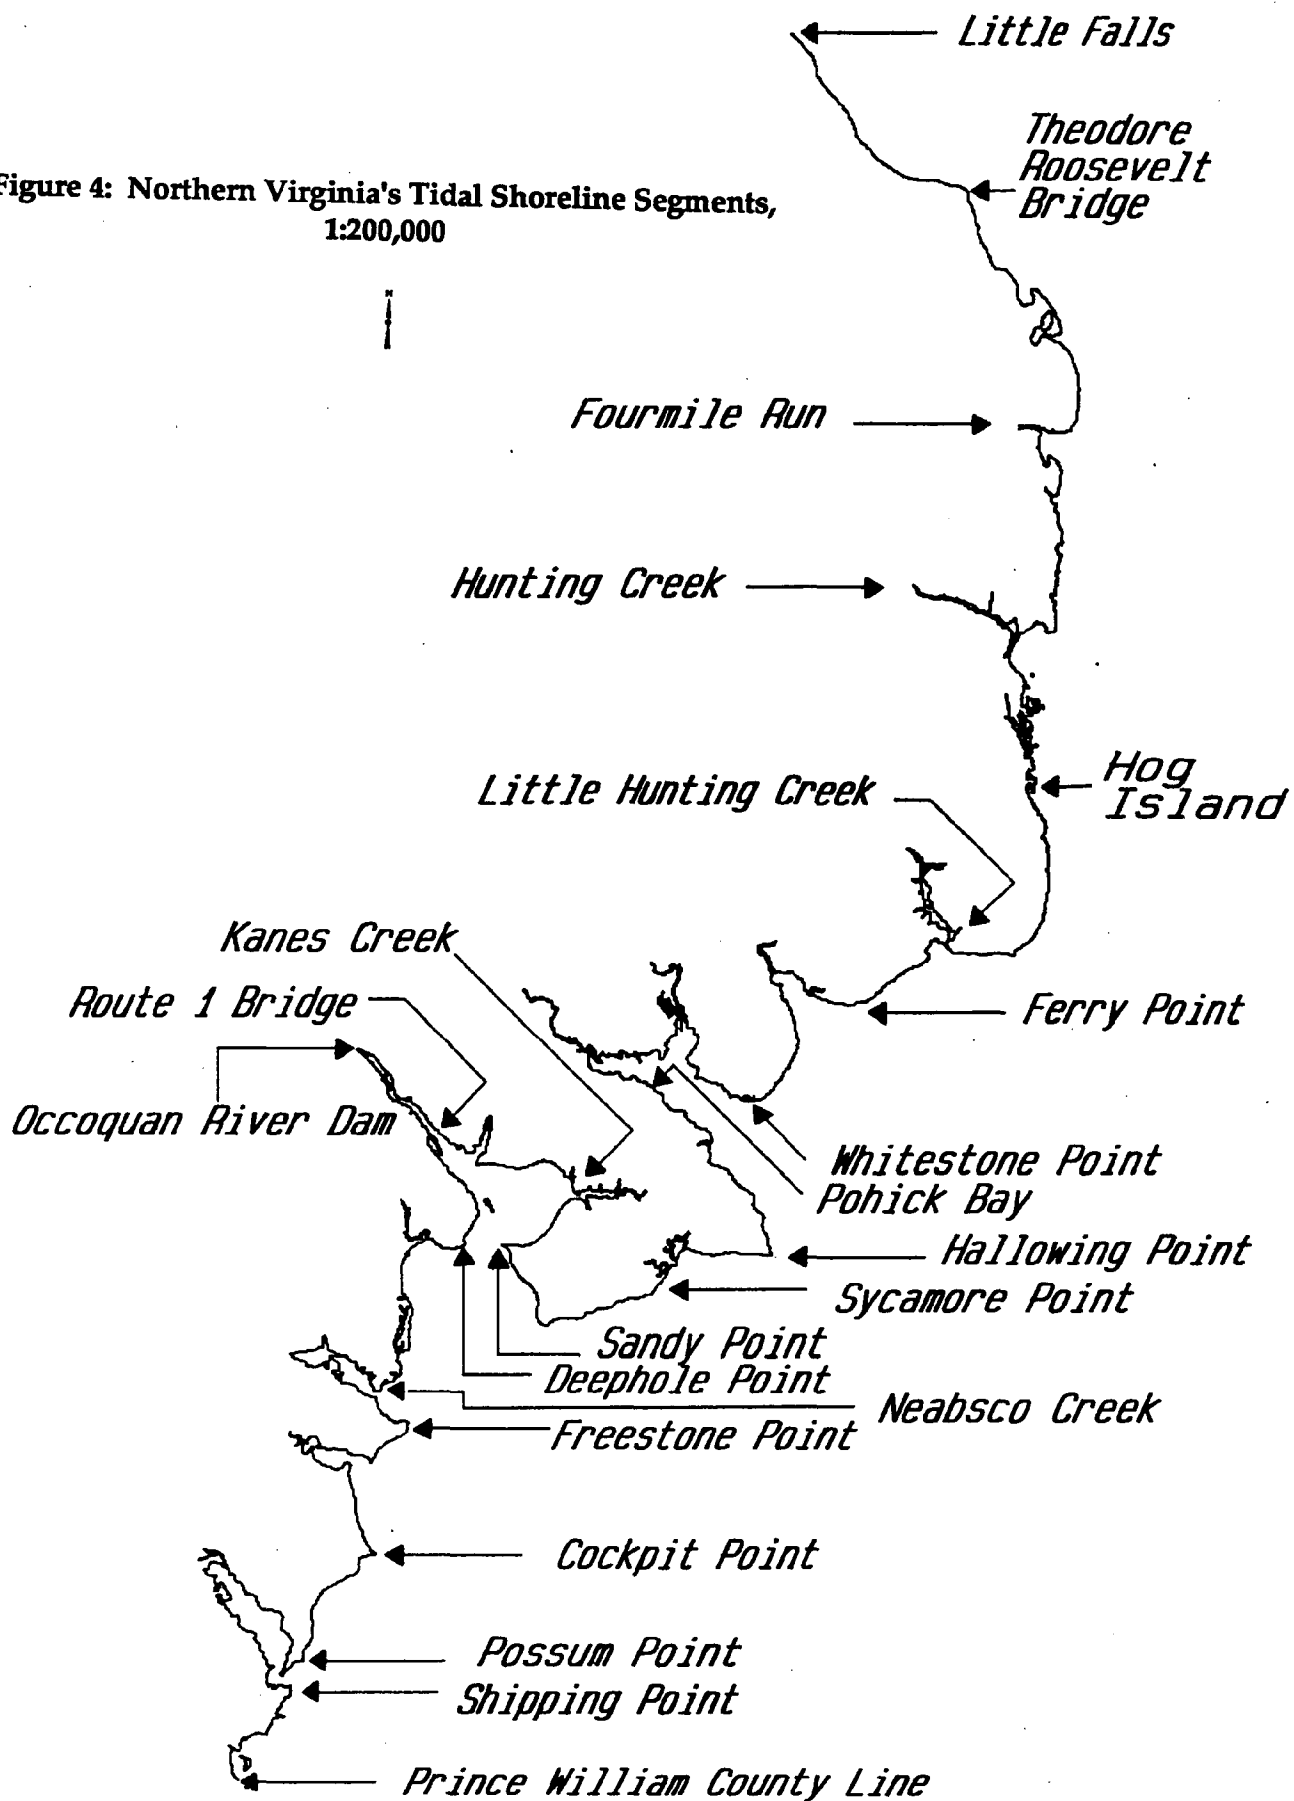 Little Falls
Theodore
Roosevelt
Bridge
Figure 4: Northern Virginia's Tidal Shoreline Segments,
1:200,000
N
Fourmile Run
Hunting Creek
Hog
Island
Little Hunting Creek
Kanes Creek
Route 1 Bridge
Ferry Point
Occoquan River Dam
Whitestone Point
Pohick Bay
Hallowing Point
Sycamore Point
Sandy Point
Deephole Point
Neabsco Creek
Freestone Point
Cockpit Point
Possum Point
Shipping Point
Prince William County Line